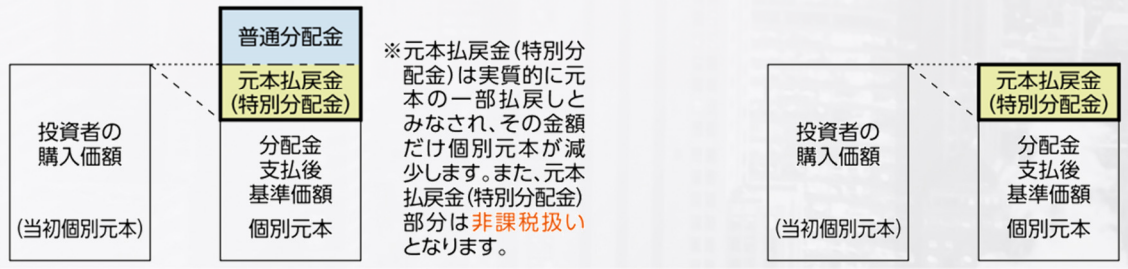 投資者の
購入価額
(当初個別元本)
普通分配金
元本払戻金
(特別分配金)
分配金
支払後
基準価額
個別元本
※元本払戻金(特別分
配金)は実質的に元
本の一部払戻しと
みなされ、その金額
だけ個別元本が減
少します。また、元本
払戻金(特別分配金)
部分は非課税扱い
となります。
投資者の
購入価額
(当初個別元本)
元本払戻金
(特別分配金)
分配金
支払後
基準価額
個別元本